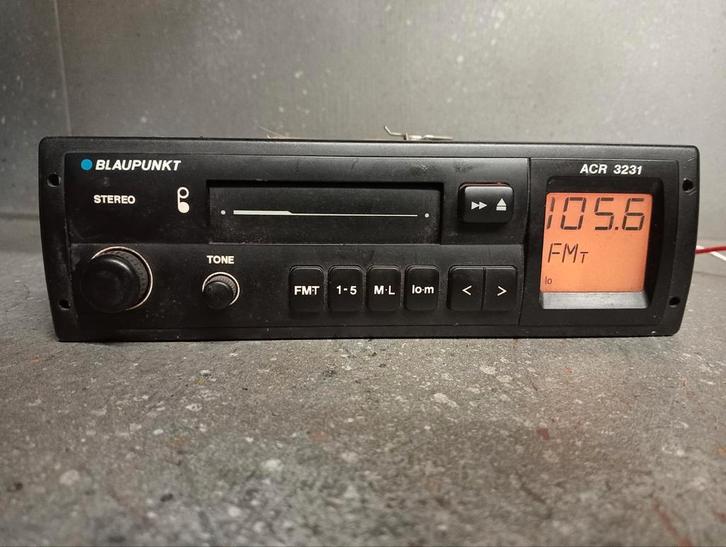 BLAUPUNKT
ACR 3231
STEREO
105.6
FMT
lo
TONE
FMT 1-5 M·L lo·m < >